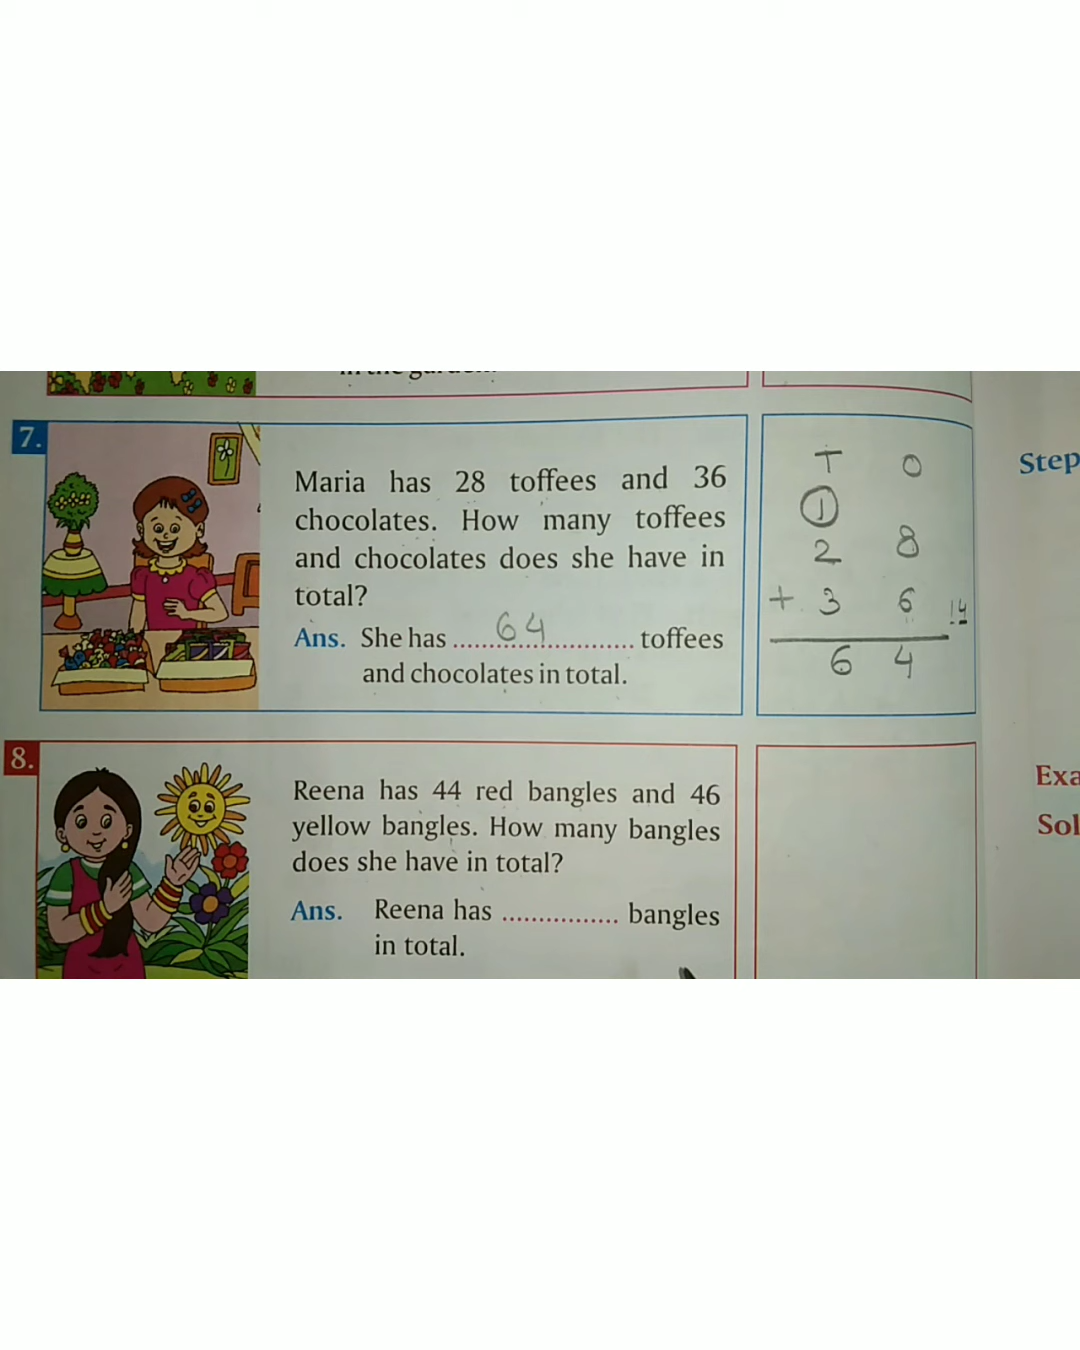 7.
Maria has 28 toffees and 36
chocolates. How many toffees
and chocolates does she have in
total?
Ans. She has ....64.... toffees
and chocolates in total.
T O
1
2 8
+ 3 6 14
6 4
8.
Reena has 44 red bangles and 46
yellow bangles. How many bangles
does she have in total?
Ans. Reena has ................ bangles
in total.
Step
Exa
Sol